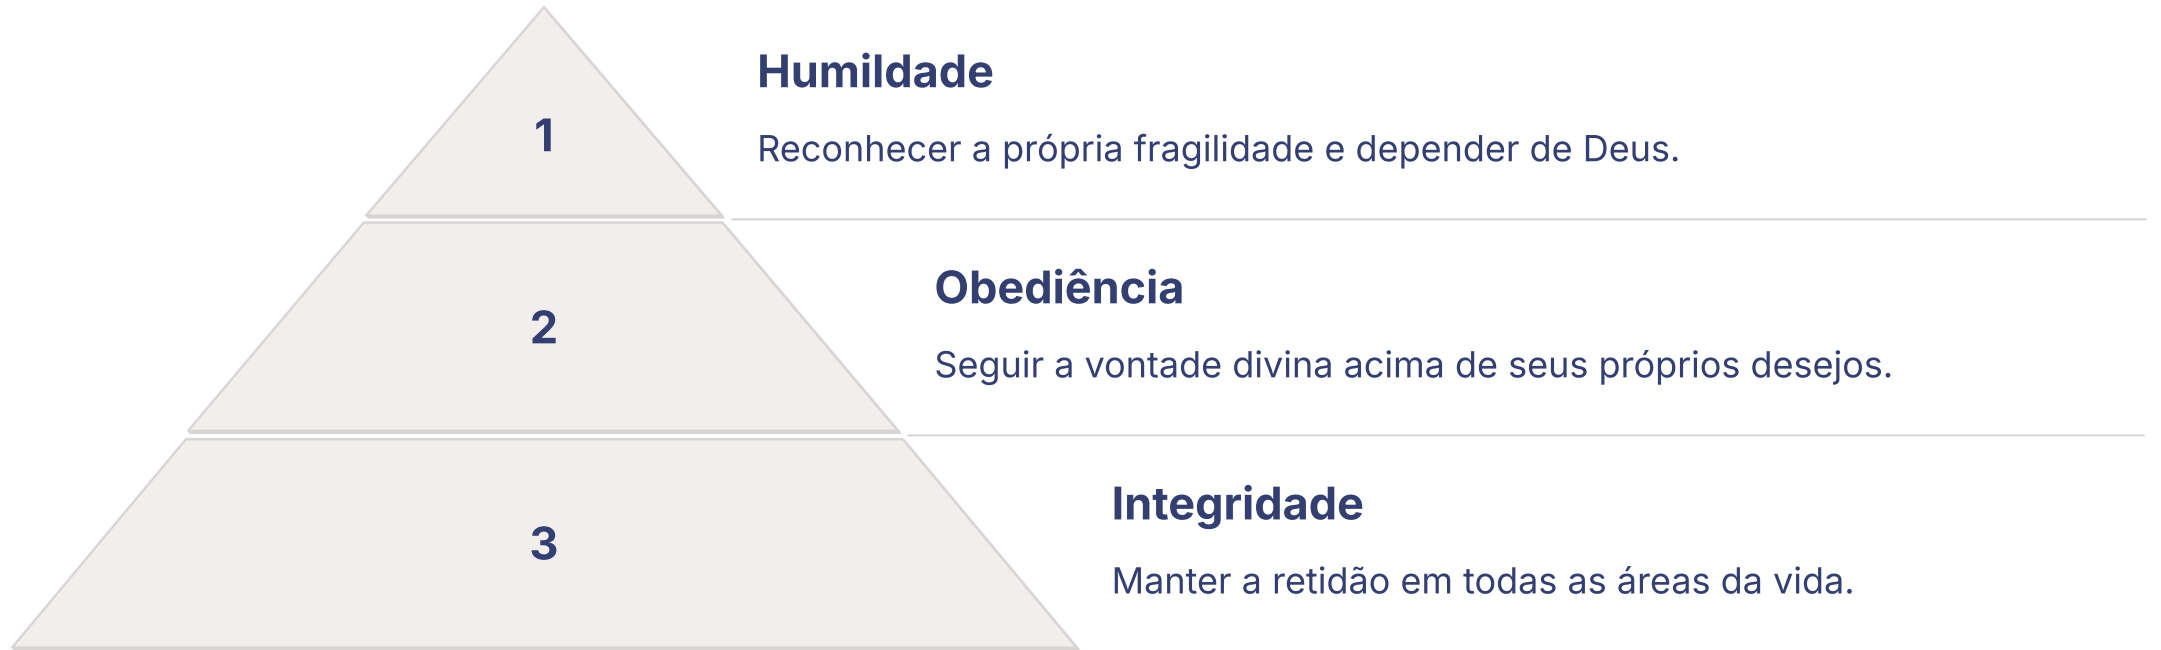 1
Humildade
Reconhecer a própria fragilidade e depender de Deus.
2
Obediência
Seguir a vontade divina acima de seus próprios desejos.
3
Integridade
Manter a retidão em todas as áreas da vida.